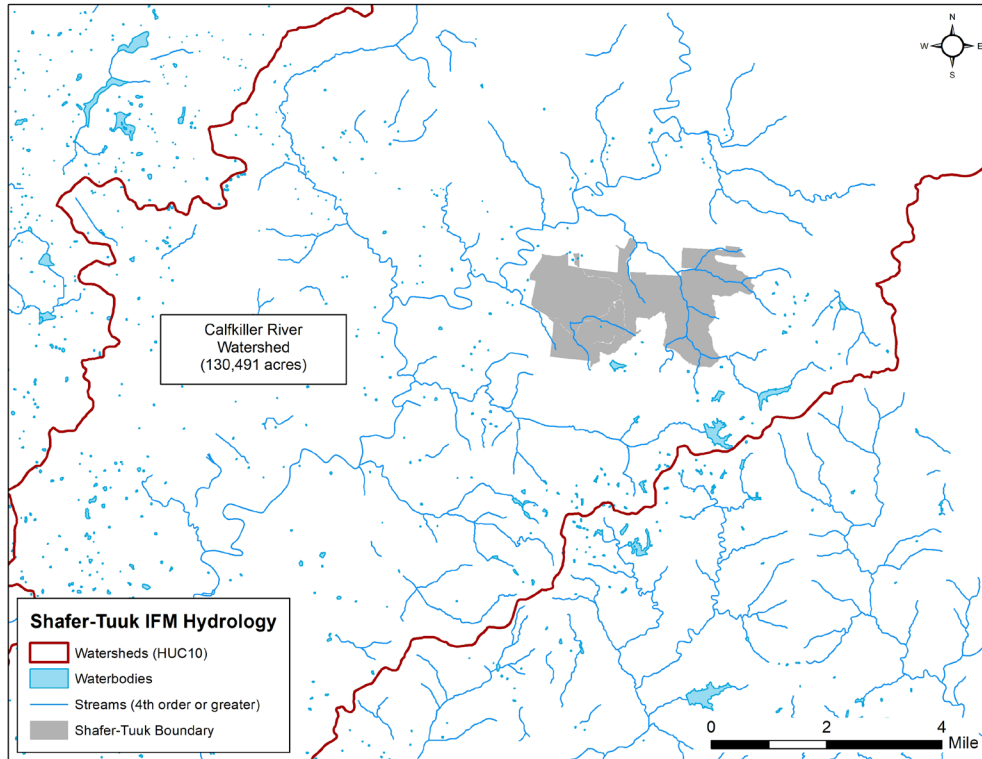 N
W E
S
Calfkiller River
Watershed
(130,491 acres)
Shafer-Tuuk IFM Hydrology
Watersheds (HUC10)
Waterbodies
Streams (4th order or greater)
Shafer-Tuuk Boundary
0 2 4
Mile